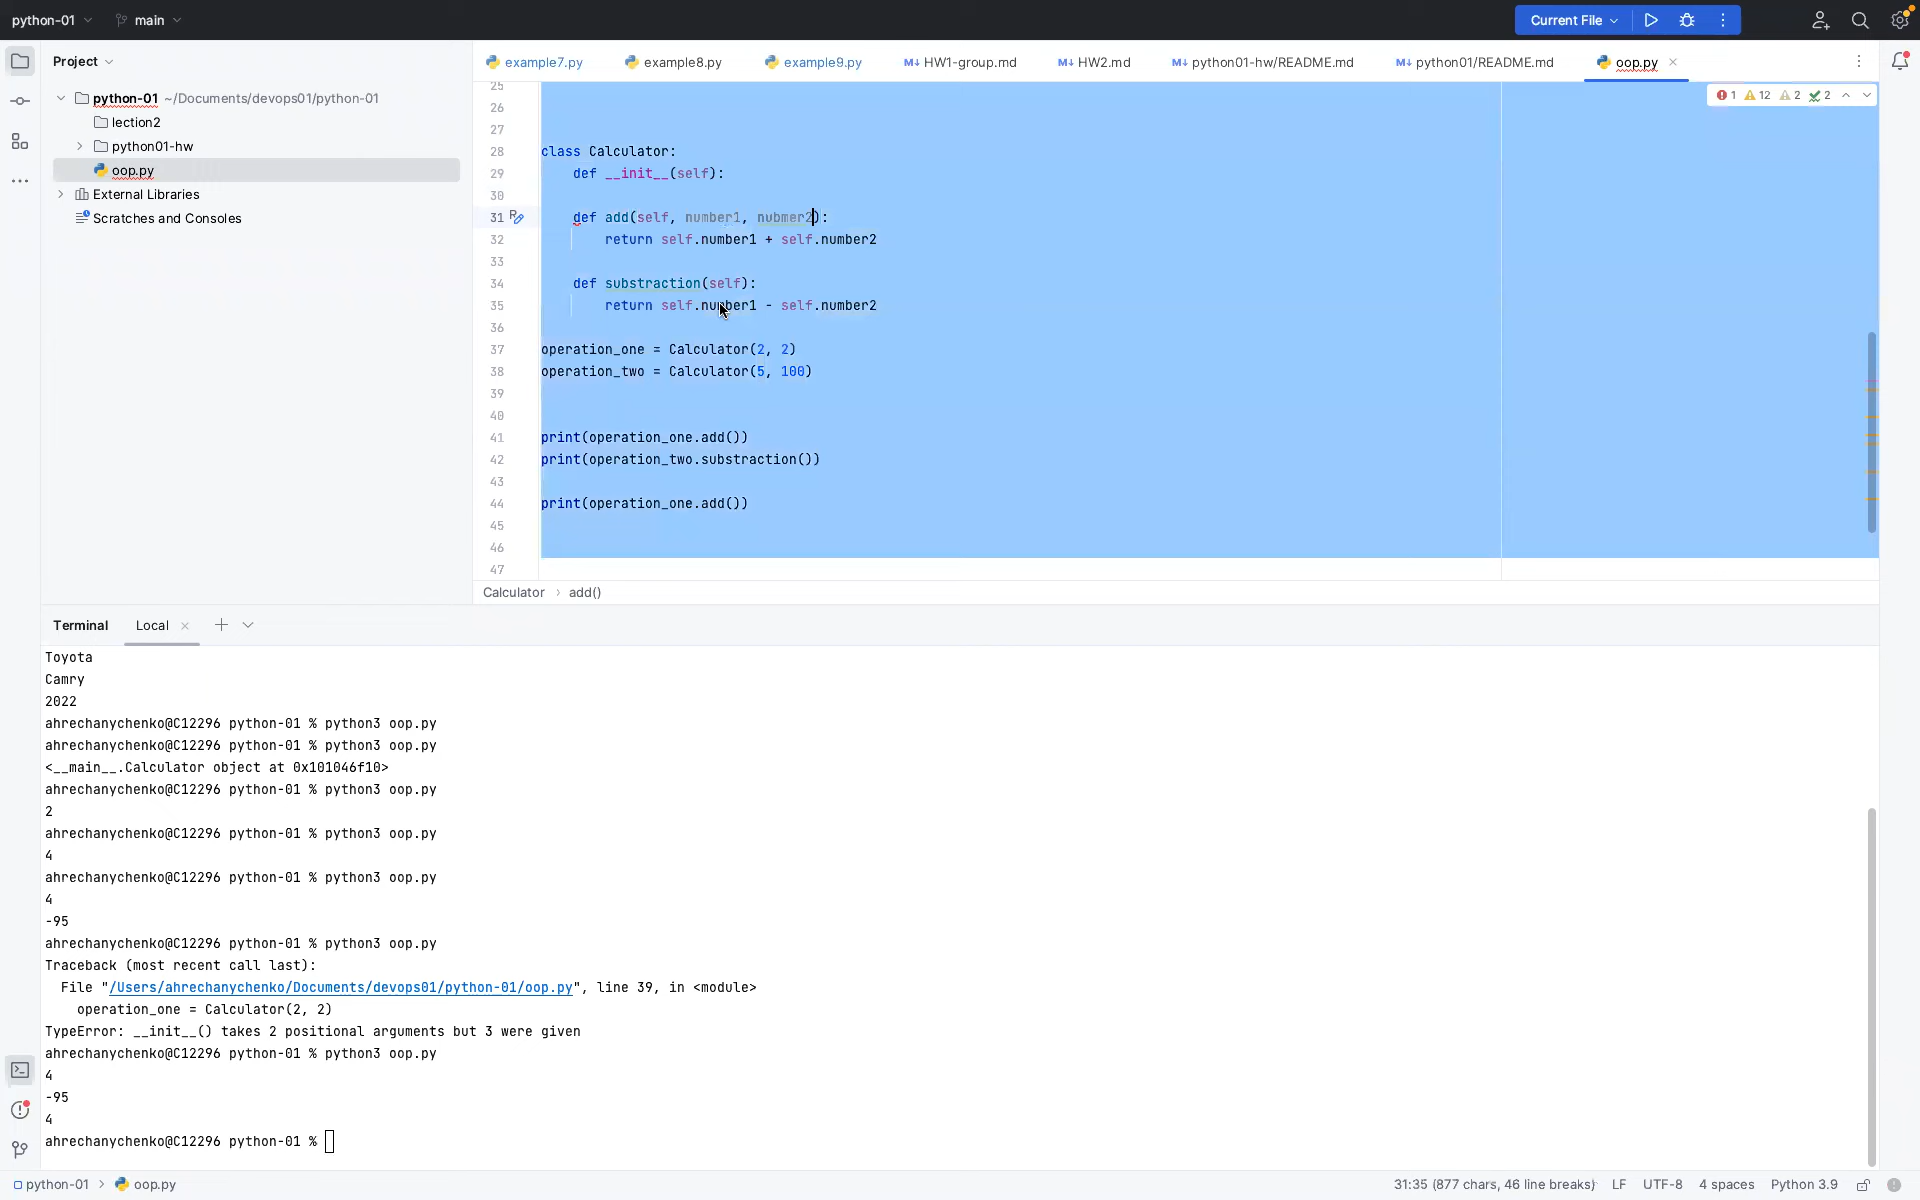 python-01 main Current File
Project
python-01 ~/Documents/devops01/python-01
lection2
python01-hw
oop.py
External Libraries
Scratches and Consoles
example7.py example8.py example9.py HW1-group.md HW2.md python01-hw/README.md python01/README.md oop.py
1 12 2 2
25
26
27
28 class Calculator:
29 def __init__(self):
30
31 def add(self, number1, nubmer2):
32 return self.number1 + self.number2
33
34 def substraction(self):
35 return self.number1 - self.number2
36
37 operation_one = Calculator(2, 2)
38 operation_two = Calculator(5, 100)
39
40
41 print(operation_one.add())
42 print(operation_two.substraction())
43
44 print(operation_one.add())
45
46
47
Calculator › add()
Terminal Local
Toyota
Camry
2022
ahrechanychenko@C12296 python-01 % python3 oop.py
ahrechanychenko@C12296 python-01 % python3 oop.py
<__main__.Calculator object at 0x101046f10>
ahrechanychenko@C12296 python-01 % python3 oop.py
2
ahrechanychenko@C12296 python-01 % python3 oop.py
4
ahrechanychenko@C12296 python-01 % python3 oop.py
4
-95
ahrechanychenko@C12296 python-01 % python3 oop.py
Traceback (most recent call last):
File "/Users/ahrechanychenko/Documents/devops01/python-01/oop.py", line 39, in <module>
operation_one = Calculator(2, 2)
TypeError: __init__() takes 2 positional arguments but 3 were given
ahrechanychenko@C12296 python-01 % python3 oop.py
4
-95
4
ahrechanychenko@C12296 python-01 %
python-01 › oop.py 31:35 (877 chars, 46 line breaks) LF UTF-8 4 spaces Python 3.9